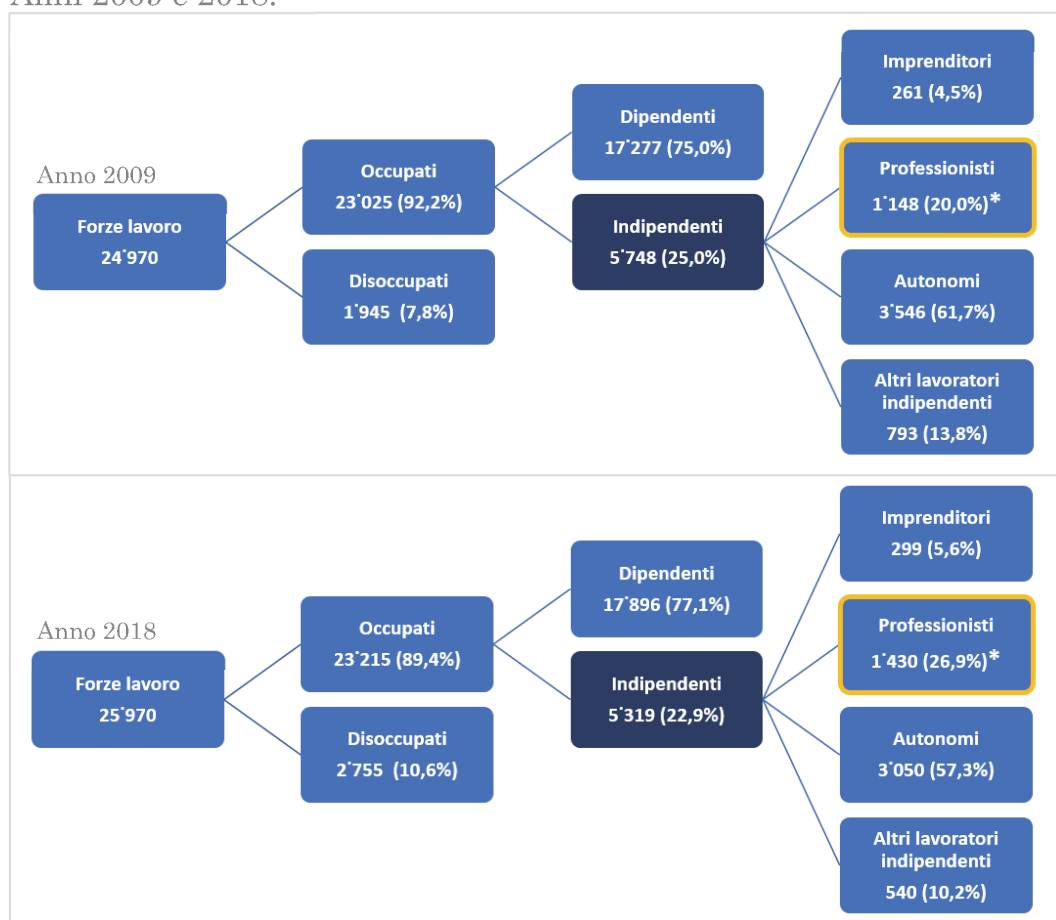 Anni 2009 e 2018.
Anno 2009
Forze lavoro
24˙970
Occupati
23˙025 (92,2%)
Disoccupati
1˙945 (7,8%)
Dipendenti
17˙277 (75,0%)
Indipendenti
5˙748 (25,0%)
Imprenditori
261 (4,5%)
Professionisti
1˙148 (20,0%)*
Autonomi
3˙546 (61,7%)
Altri lavoratori
indipendenti
793 (13,8%)
Anno 2018
Forze lavoro
25˙970
Occupati
23˙215 (89,4%)
Disoccupati
2˙755 (10,6%)
Dipendenti
17˙896 (77,1%)
Indipendenti
5˙319 (22,9%)
Imprenditori
299 (5,6%)
Professionisti
1˙430 (26,9%)*
Autonomi
3˙050 (57,3%)
Altri lavoratori
indipendenti
540 (10,2%)